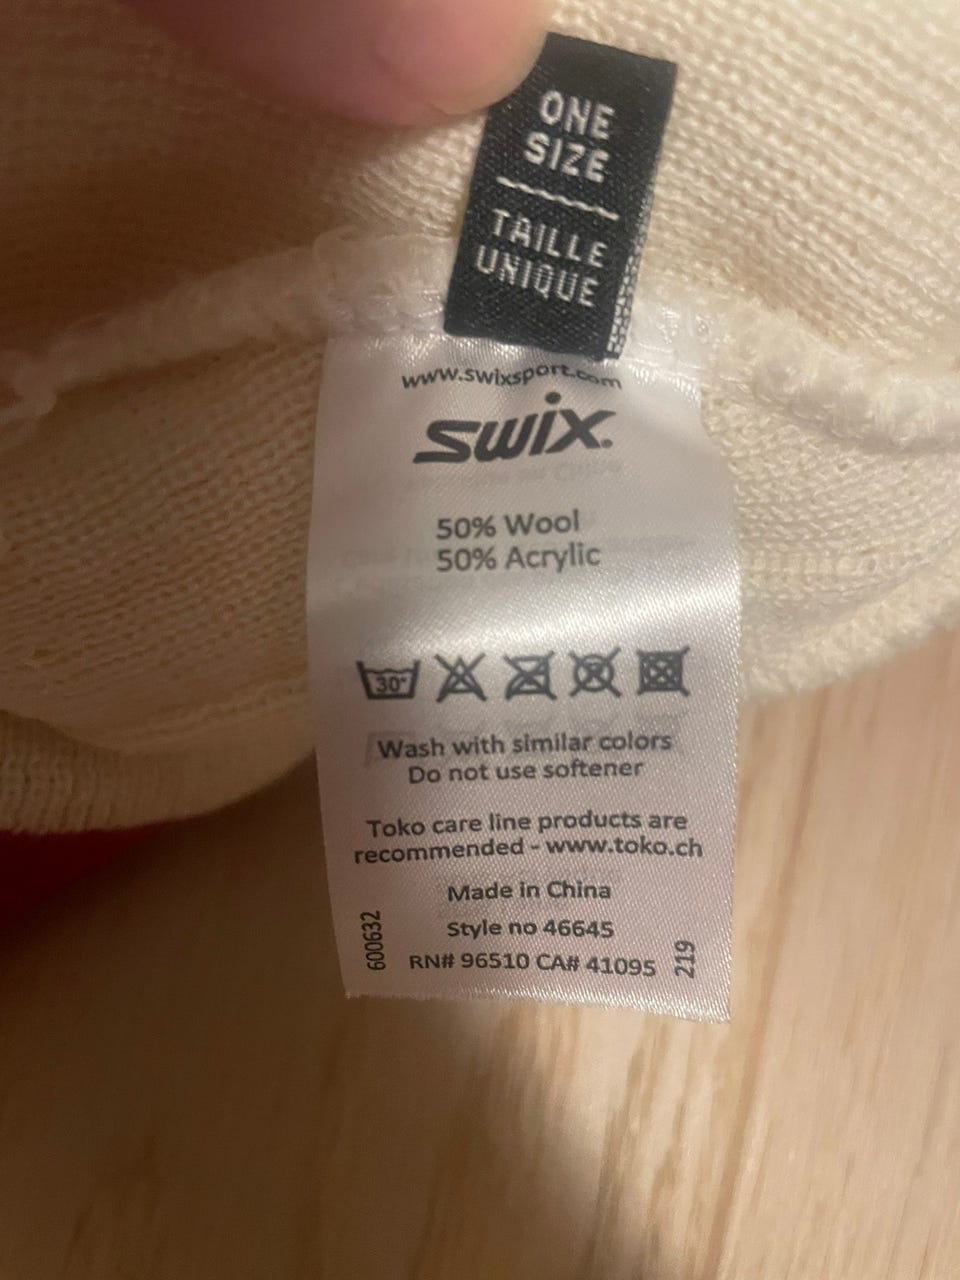 ONE
SIZE
TAILLE
UNIQUE
www.swixsport.com
swix.
50% Wool
50% Acrylic
30°
Wash with similar colors
Do not use softener
Toko care line products are
recommended - www.toko.ch
Made in China
Style no 46645
RN# 96510 CA# 41095
600632
219